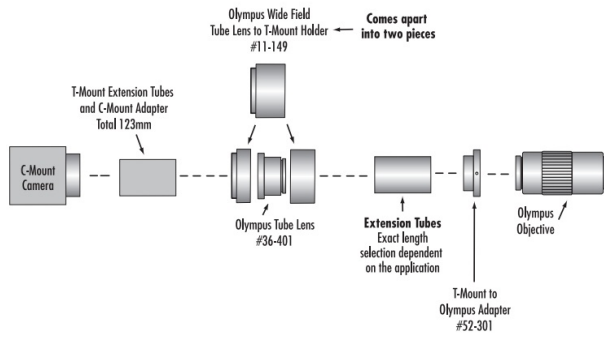 Olympus Wide Field
Tube Lens to T-Mount Holder
#11-149
Comes apart
into two pieces
T-Mount Extension Tubes
and C-Mount Adapter
Total 123mm
C-Mount
Camera
Olympus Tube Lens
#36-401
Extension Tubes
Exact length
selection dependent
on the application
Olympus
Objective
T-Mount to
Olympus Adapter
#52-301